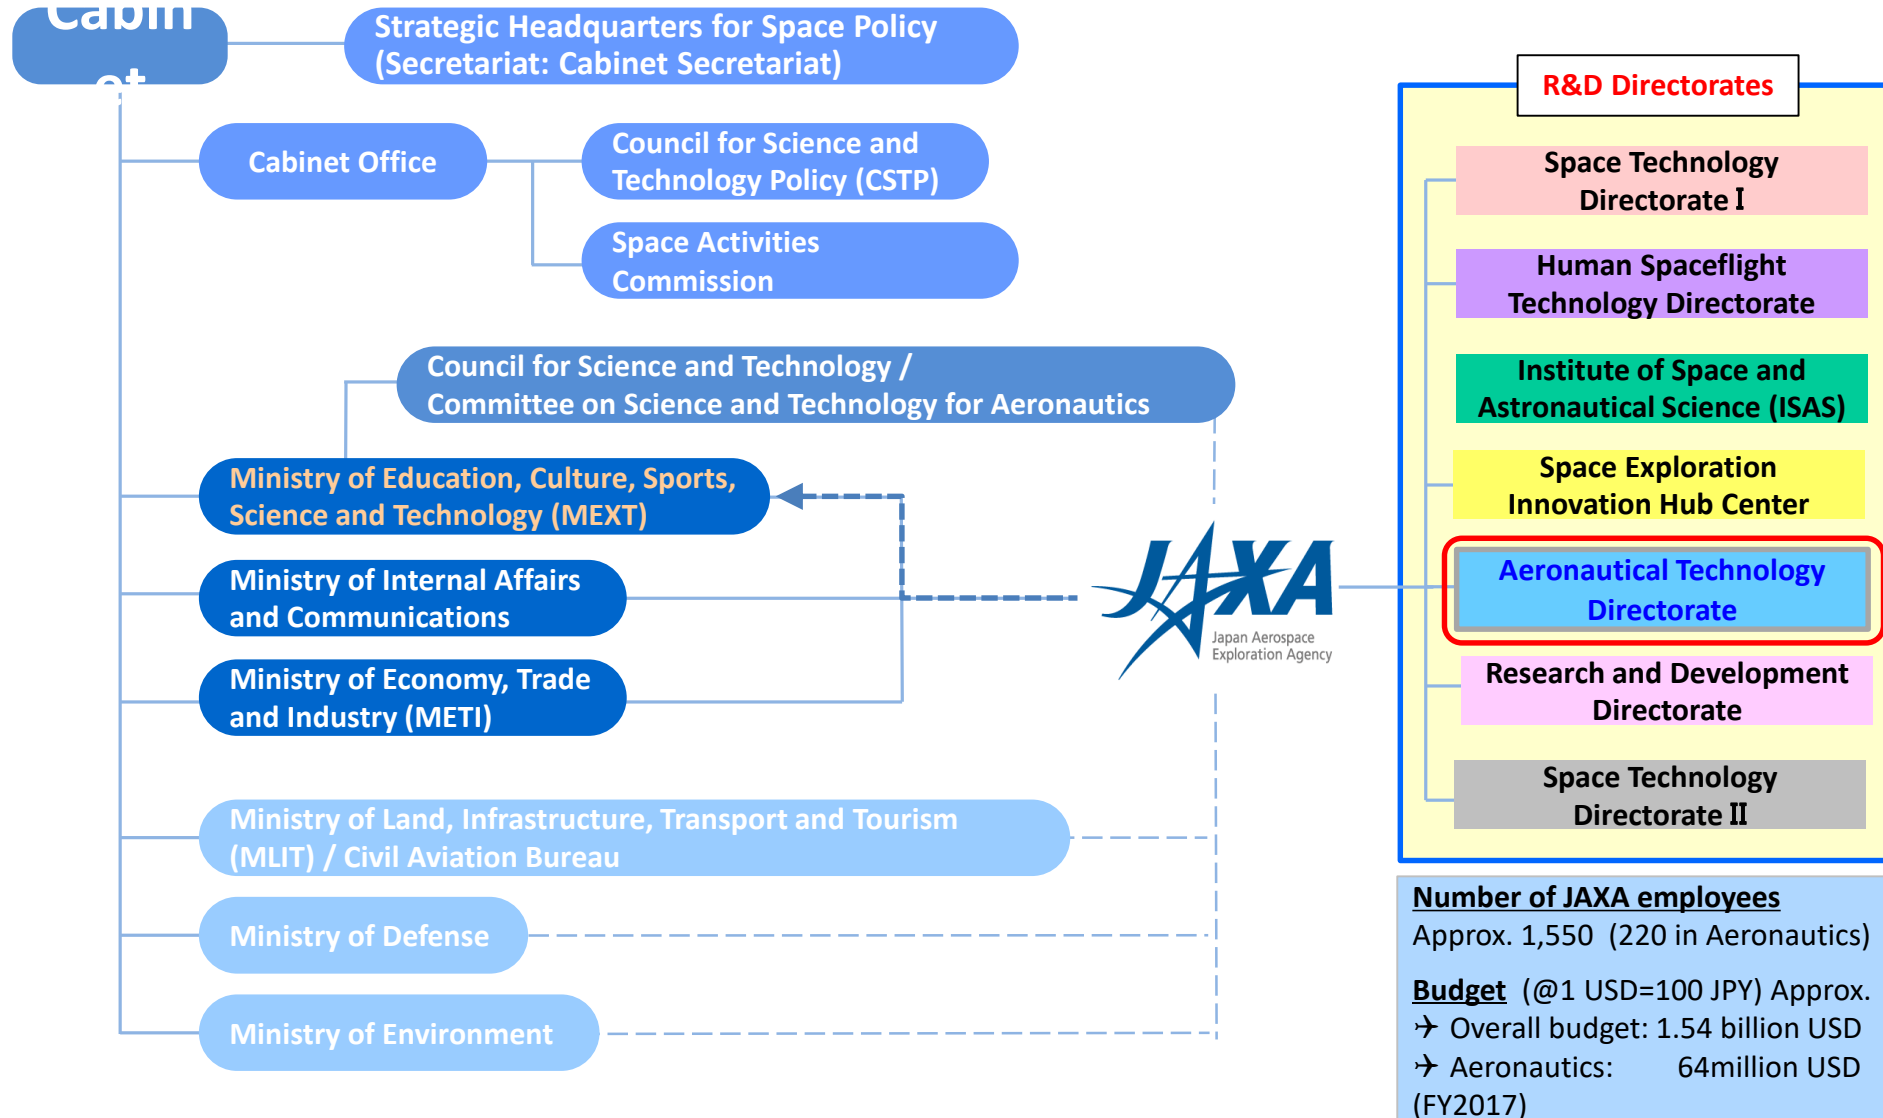 Cabin
et
Strategic Headquarters for Space Policy
(Secretariat: Cabinet Secretariat)
Cabinet Office
Council for Science and
Technology Policy (CSTP)
Space Activities
Commission
Council for Science and Technology /
Committee on Science and Technology for Aeronautics
Ministry of Education, Culture, Sports,
Science and Technology (MEXT)
Ministry of Internal Affairs
and Communications
Ministry of Economy, Trade
and Industry (METI)
Ministry of Land, Infrastructure, Transport and Tourism
(MLIT) / Civil Aviation Bureau
Ministry of Defense
Ministry of Environment
JAXA
Japan Aerospace
Exploration Agency
R&D Directorates
Space Technology
Directorate Ⅰ
Human Spaceflight
Technology Directorate
Institute of Space and
Astronautical Science (ISAS)
Space Exploration
Innovation Hub Center
Aeronautical Technology
Directorate
Research and Development
Directorate
Space Technology
Directorate Ⅱ
Number of JAXA employees
Approx. 1,550 (220 in Aeronautics)
Budget (@1 USD=100 JPY) Approx.
✈ Overall budget: 1.54 billion USD
✈ Aeronautics: 64million USD
(FY2017)